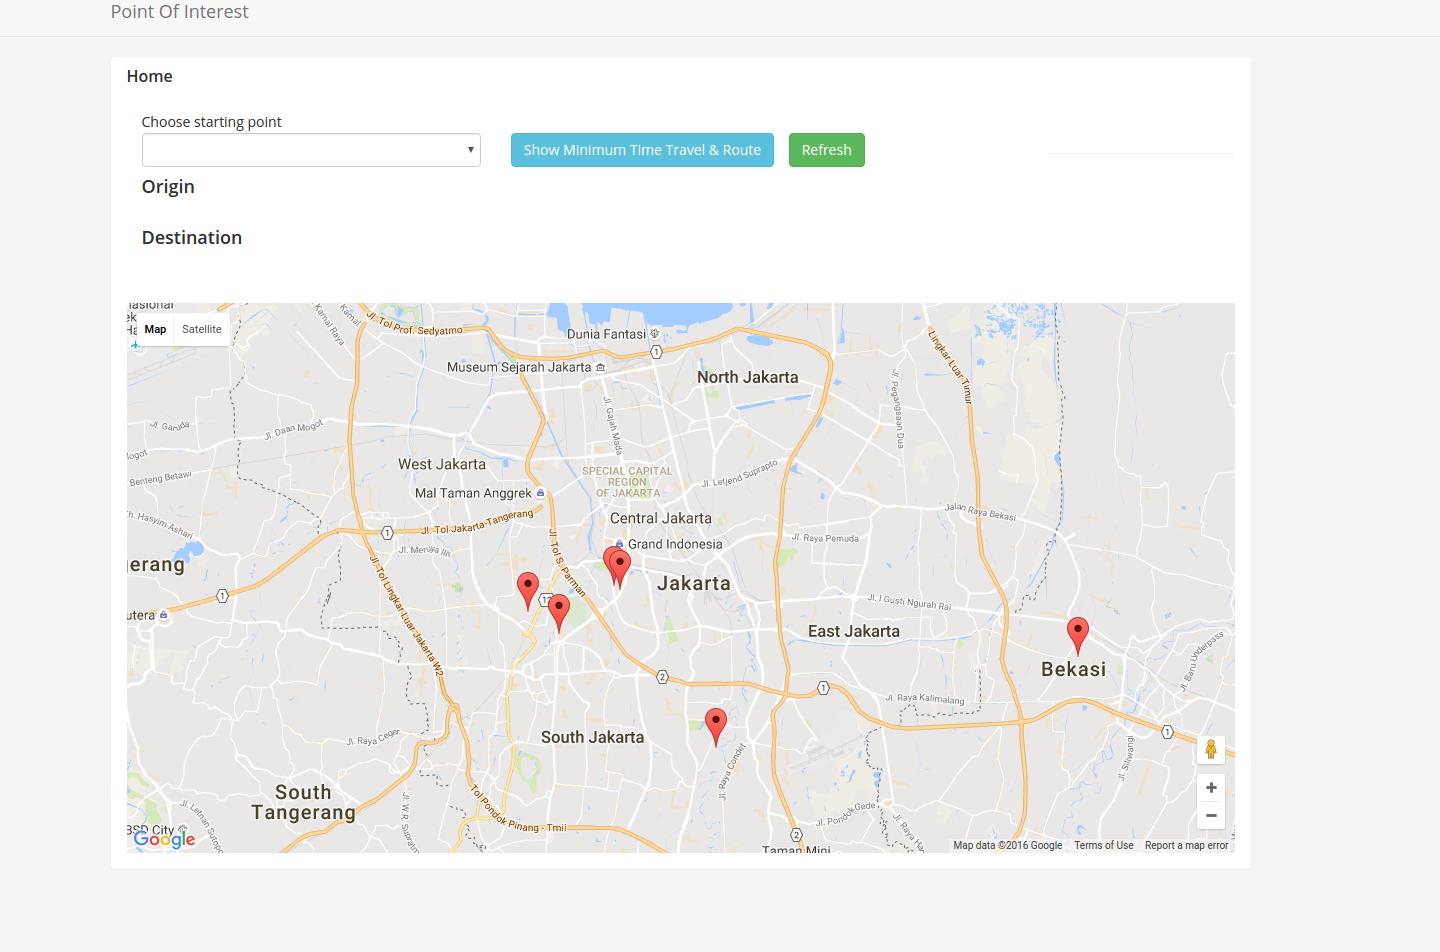 Point Of Interest
Home
Choose starting point
Show Minimum Time Travel & Route
Refresh
Origin
Destination
Map
Satellite
Kamal Raya
Kamal
Jl. Tol Prof. Sedyatmo
Dunia Fantasi
1
Museum Sejarah Jakarta
North Jakarta
Lingkar Luar Timur
Jl. Pegangsaan Dua
Jl. Gajah Mada
Jl. Garuda
Jl. Daan Mogot
West Jakarta
SPECIAL CAPITAL
REGION
OF JAKARTA
Jl. Letjend Suprapto
Benteng Betawi
Mal Taman Anggrek
Jl. Tol Jakarta-Tangerang
Central Jakarta
Jalan Raya Bekasi
Hasyim Ashari
1
Jl. Meruya Ilir
Jl. Tol S. Parman
Grand Indonesia
Jl. Raya Pemuda
erang
Jakarta
1
utera
Jl. I Gusti Ngurah Rai
Jl. Tol Lingkar Luar Jakarta W2
East Jakarta
Jl. Baru Underpass
Bekasi
2
1
Jl. Raya Kalimalang
South Jakarta
Jl. Raya Ceger
Jl. Raya Condet
1
Jl. Siliwangi
South
Tangerang
Jl. Letnan Sutopo
Jl. W.R. Supratman
Tol Pondok Pinang - Tmii
Jl. Pondok Gede
Jl. Raya
2
BSD City
Taman Mini
Google
Map data ©2016 Google
Terms of Use
Report a map error